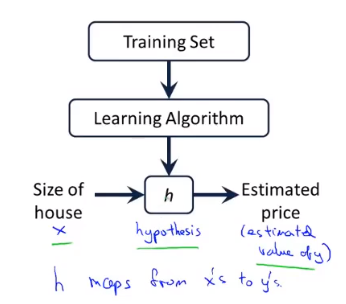 Training Set
Learning Algorithm
Size of house
h
Estimated price
x
hypothesis
(estimated value of y)
h maps from x's to y's.